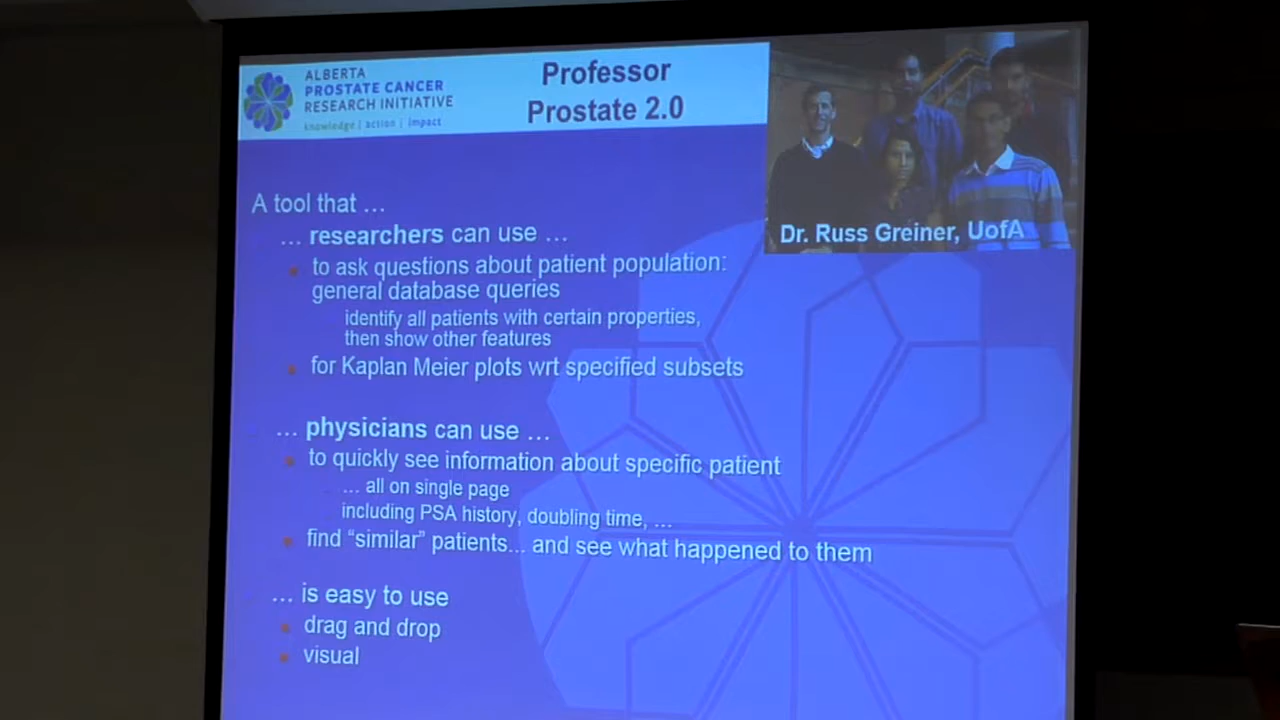 ALBERTA
PROSTATE CANCER
RESEARCH INITIATIVE
knowledge | action | impact
Professor
Prostate 2.0
Dr. Russ Greiner, UofA
A tool that …
… researchers can use …
to ask questions about patient population:
general database queries
identify all patients with certain properties,
then show other features
for Kaplan Meier plots wrt specified subsets
… physicians can use …
to quickly see information about specific patient
… all on single page
including PSA history, doubling time, …
find “similar” patients… and see what happened to them
… is easy to use
drag and drop
visual